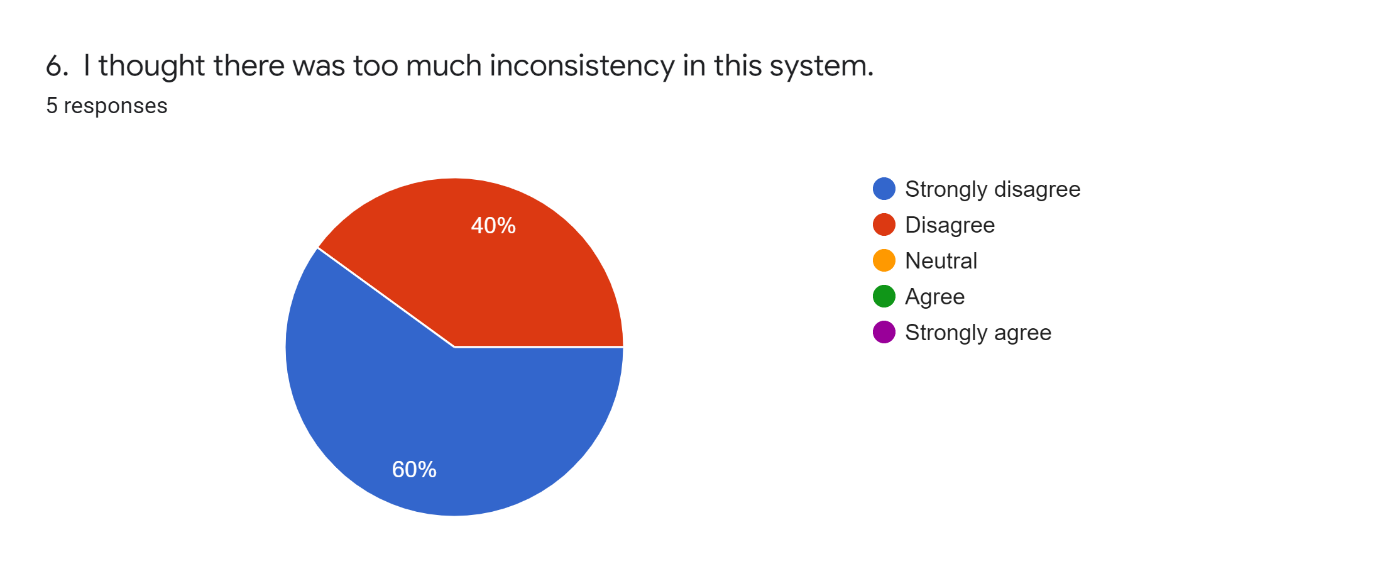 6. I thought there was too much inconsistency in this system.
5 responses
40%
60%
Strongly disagree
Disagree
Neutral
Agree
Strongly agree